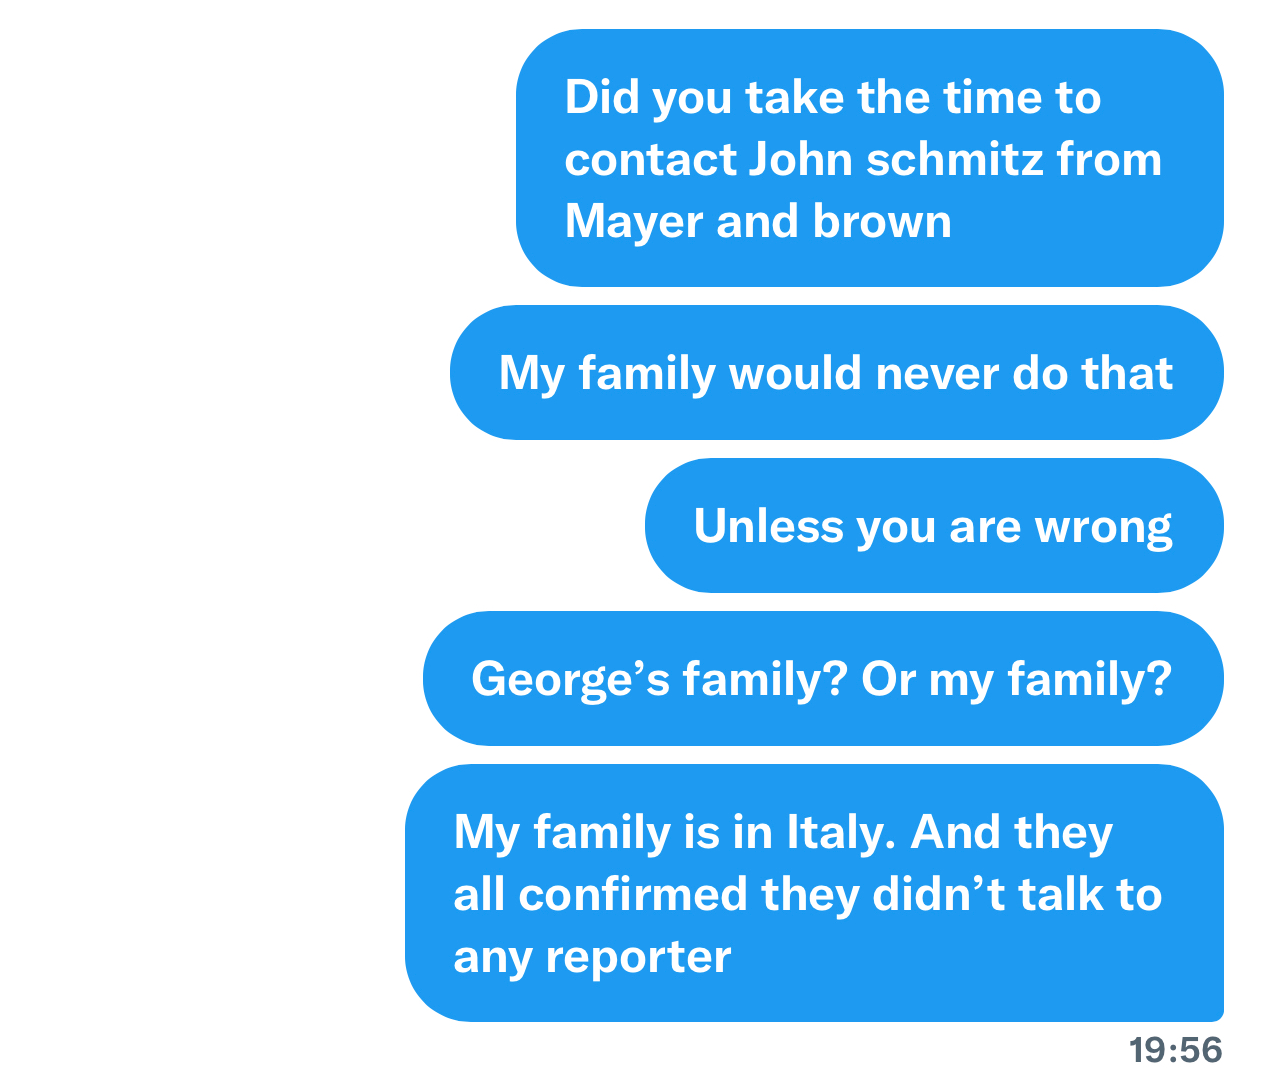 Did you take the time to
contact John schmitz from
Mayer and brown
My family would never do that
Unless you are wrong
George’s family? Or my family?
My family is in Italy. And they
all confirmed they didn’t talk to
any reporter
19:56